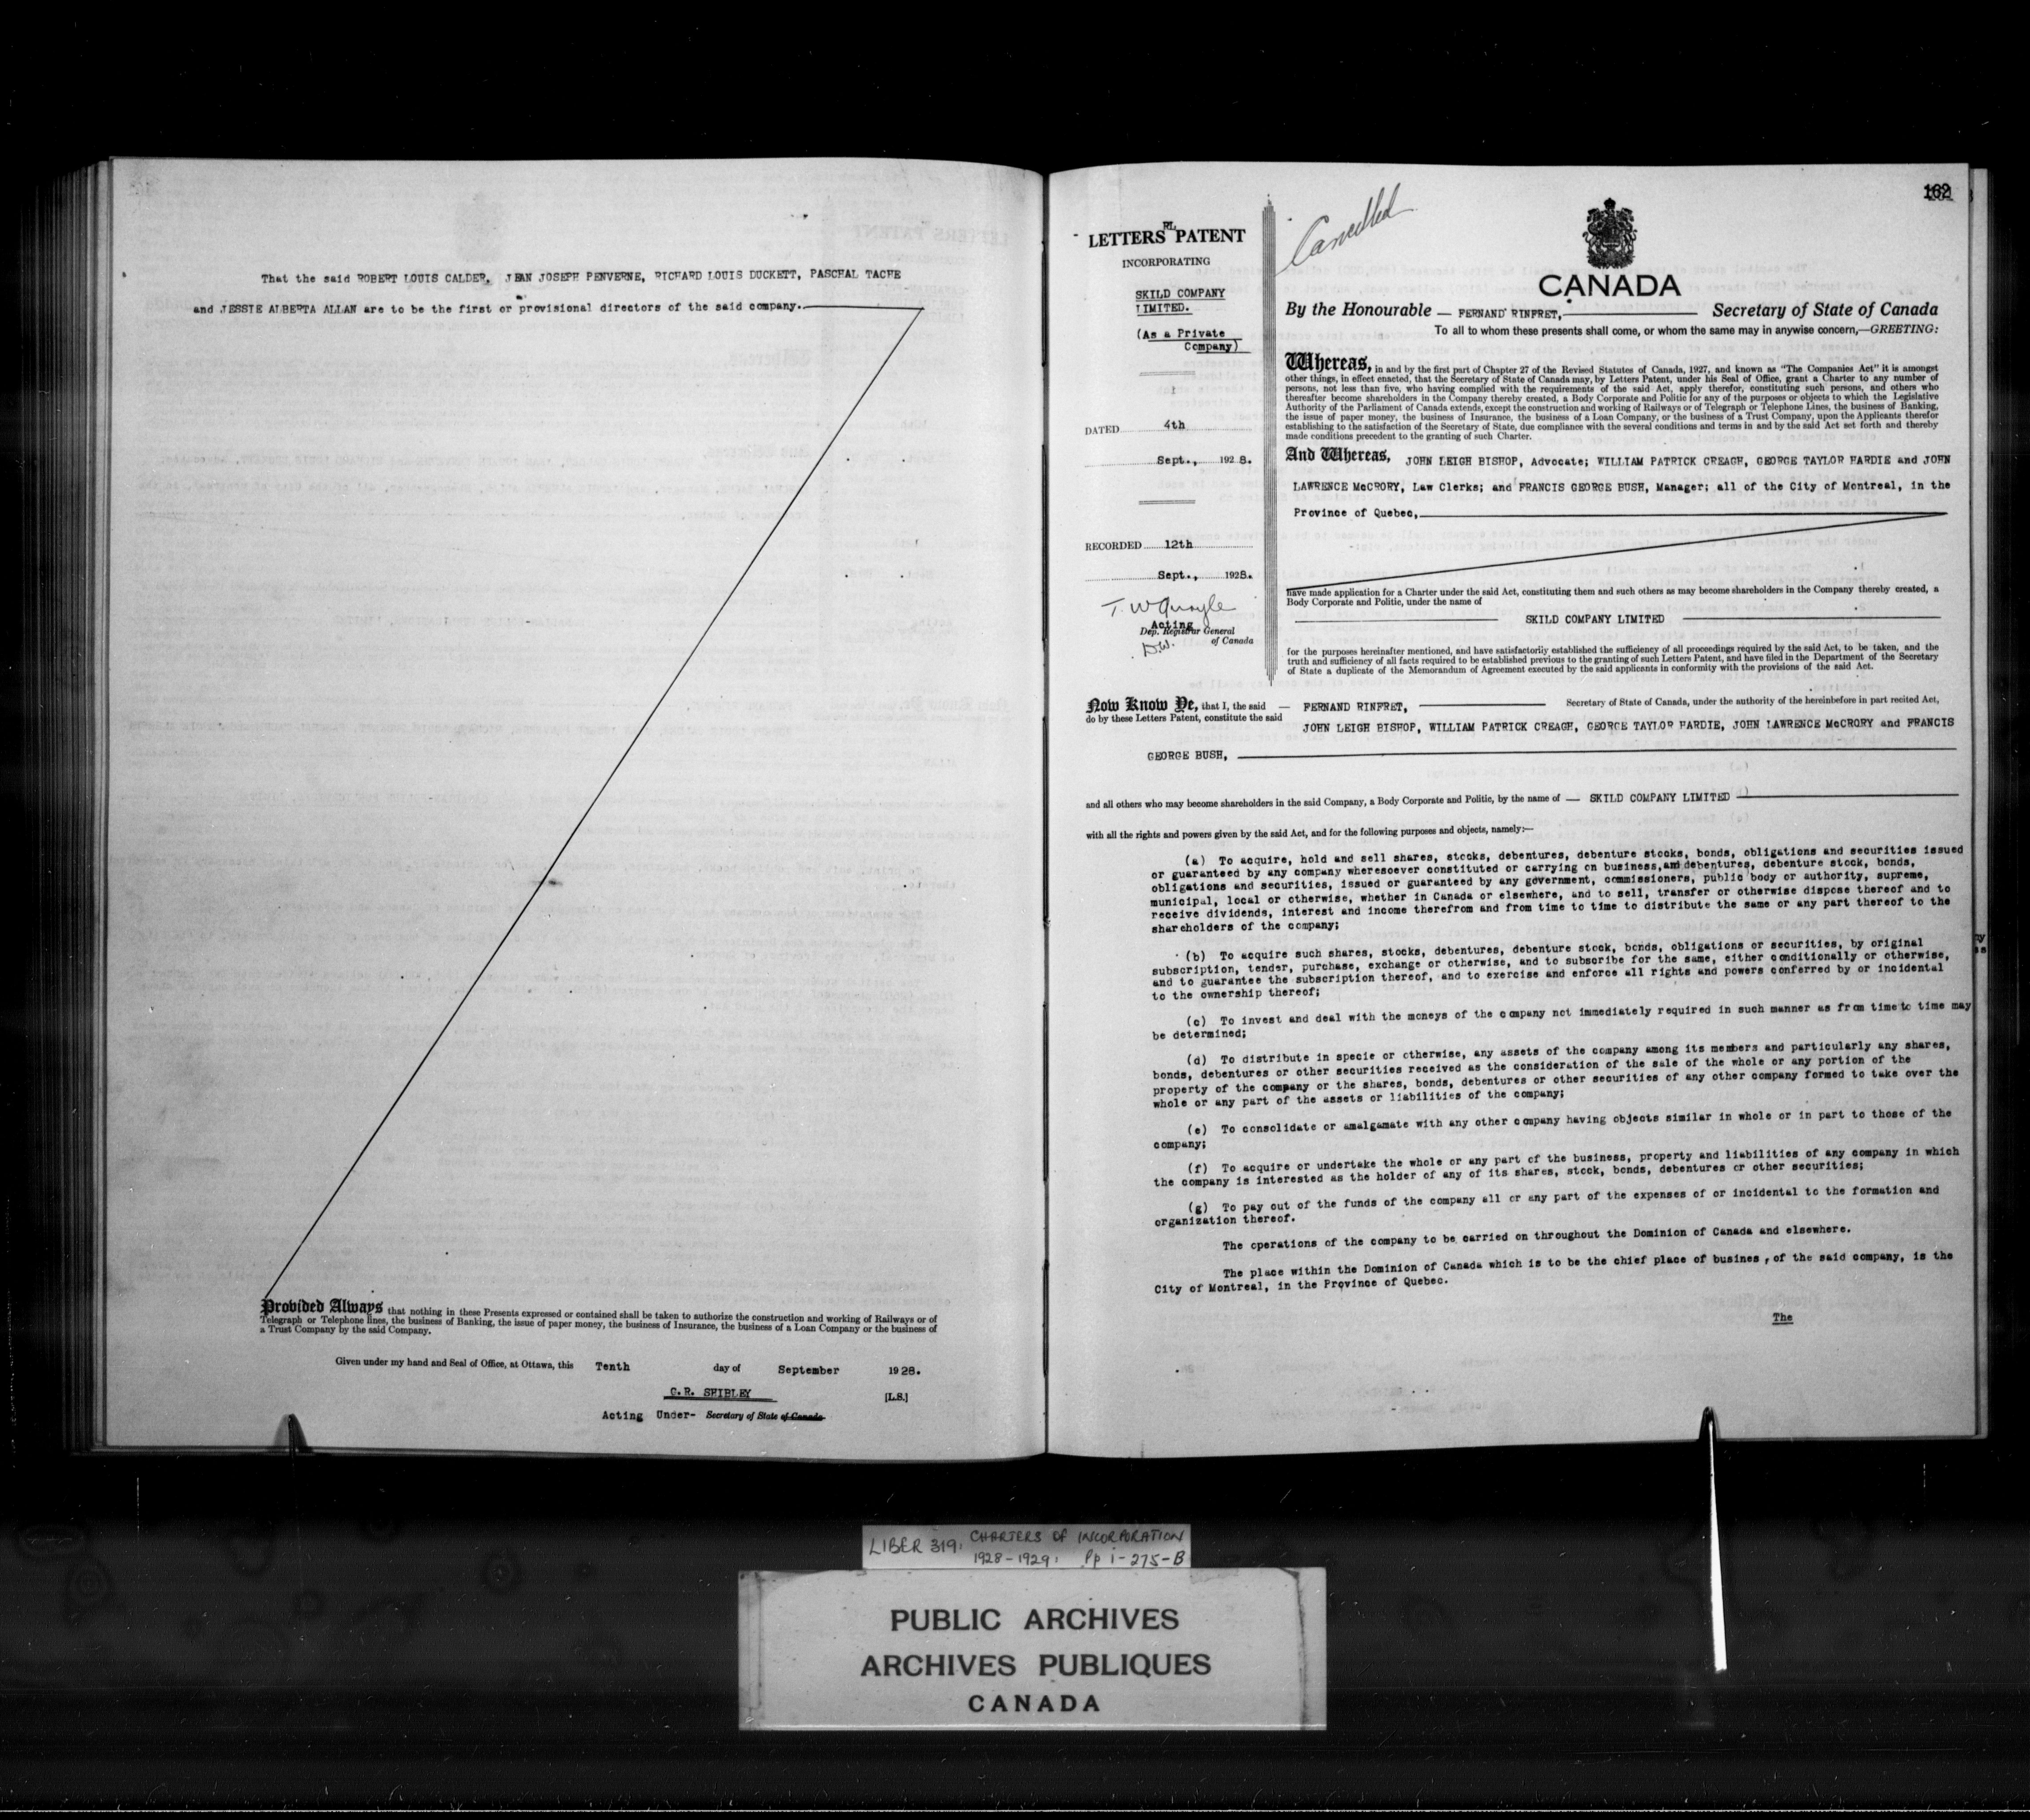 That the said ROBERT LOUIS CALDER, JEAN JOSEPH PENVERNE, RICHARD LOUIS DUCKETT, PASCHAL TACHE
and JESSIE ALBERTA ALLAN are to be the first or provisional directors of the said company.
Provided Always that nothing in these Presents expressed or contained shall be taken to authorize the construction and working of Railways or of
Telegraph or Telephone lines, the business of Banking, the issue of paper money, the business of Insurance, the business of a Loan Company or the business of
a Trust Company by the said Company.
Given under my hand and Seal of Office, at Ottawa, this Tenth day of September 1928.
C.R. SHIBLEY [L.S.]
Acting Under- Secretary of State of Canada
162
LETTERS PATENT
RL
INCORPORATING
SKILD COMPANY
LIMITED.
(As a Private
Company)
DATED 4th
Sept., 1928.
RECORDED 12th
Sept., 1928.
T. W Quayle
Acting
Dep. Registrar General
of Canada
D.W.
Cancelled
CANADA
By the Honourable FERNAND RINFRET, Secretary of State of Canada
To all to whom these presents shall come, or whom the same may in anywise concern,—GREETING:
Whereas, in and by the first part of Chapter 27 of the Revised Statutes of Canada, 1927, and known as "The Companies Act" it is amongst
other things, in effect enacted, that the Secretary of State of Canada may, by Letters Patent, under his Seal of Office, grant a Charter to any number of
persons, not less than five, who having complied with the requirements of the said Act, apply therefor, constituting such persons, and others who
thereafter become shareholders in the Company thereby created, a Body Corporate and Politic for any of the purposes or objects to which the Legislative
Authority of the Parliament of Canada extends, except the construction and working of Railways or of Telegraph or Telephone Lines, the business of Banking,
the issue of paper money, the business of Insurance, the business of a Loan Company, or the business of a Trust Company, upon the Applicants therefor
establishing to the satisfaction of the Secretary of State, due compliance with the several conditions and terms in and by the said Act set forth and thereby
made conditions precedent to the granting of such Charter.
And Whereas, JOHN LEIGH BISHOP, Advocate; WILLIAM PATRICK CREAGH, GEORGE TAYLOR HARDIE and JOHN
LAWRENCE McCRORY, Law Clerks; and FRANCIS GEORGE BUSH, Manager; all of the City of Montreal, in the
Province of Quebec,
have made application for a Charter under the said Act, constituting them and such others as may become shareholders in the Company thereby created, a
Body Corporate and Politic, under the name of
SKILD COMPANY LIMITED
for the purposes hereinafter mentioned, and have satisfactorily established the sufficiency of all proceedings required by the said Act, to be taken, and the
truth and sufficiency of all facts required to be established previous to the granting of such Letters Patent, and have filed in the Department of the Secretary
of State a duplicate of the Memorandum of Agreement executed by the said applicants in conformity with the provisions of the said Act.
Now Know Ye, that I, the said FERNAND RINFRET, Secretary of State of Canada, under the authority of the hereinbefore in part recited Act,
do by these Letters Patent, constitute the said JOHN LEIGH BISHOP, WILLIAM PATRICK CREAGH, GEORGE TAYLOR HARDIE, JOHN LAWRENCE McCRORY and FRANCIS
GEORGE BUSH,
and all others who may become shareholders in the said Company, a Body Corporate and Politic, by the name of SKILD COMPANY LIMITED
with all the rights and powers given by the said Act, and for the following purposes and objects, namely:—
(a) To acquire, hold and sell shares, stocks, debentures, debenture stocks, bonds, obligations and securities issued
or guaranteed by any company wheresoever constituted or carrying on business, and debentures, debenture stock, bonds,
obligations and securities, issued or guaranteed by any government, commissioners, public body or authority, supreme,
municipal, local or otherwise, whether in Canada or elsewhere, and to sell, transfer or otherwise dispose thereof and to
receive dividends, interest and income therefrom and from time to time to distribute the same or any part thereof to the
shareholders of the company;
(b) To acquire such shares, stocks, debentures, debenture stock, bonds, obligations or securities, by original
subscription, tender, purchase, exchange or otherwise, and to subscribe for the same, either conditionally or otherwise,
and to guarantee the subscription thereof, and to exercise and enforce all rights and powers conferred by or incidental
to the ownership thereof;
(c) To invest and deal with the moneys of the company not immediately required in such manner as from time to time may
be determined;
(d) To distribute in specie or otherwise, any assets of the company among its members and particularly any shares,
bonds, debentures or other securities received as the consideration of the sale of the whole or any portion of the
property of the company or the shares, bonds, debentures or other securities of any other company formed to take over the
whole or any part of the assets or liabilities of the company;
(e) To consolidate or amalgamate with any other company having objects similar in whole or in part to those of the
company;
(f) To acquire or undertake the whole or any part of the business, property and liabilities of any company in which
the company is interested as the holder of any of its shares, stock, bonds, debentures or other securities;
(g) To pay out of the funds of the company all or any part of the expenses of or incidental to the formation and
organization thereof.
The operations of the company to be carried on throughout the Dominion of Canada and elsewhere.
The place within the Dominion of Canada which is to be the chief place of busines, of the said company, is the
City of Montreal, in the Province of Quebec.
The
LIBER 319: CHARTERS OF INCORPORATION
1928-1929: Pp i-275-B
PUBLIC ARCHIVES
ARCHIVES PUBLIQUES
CANADA